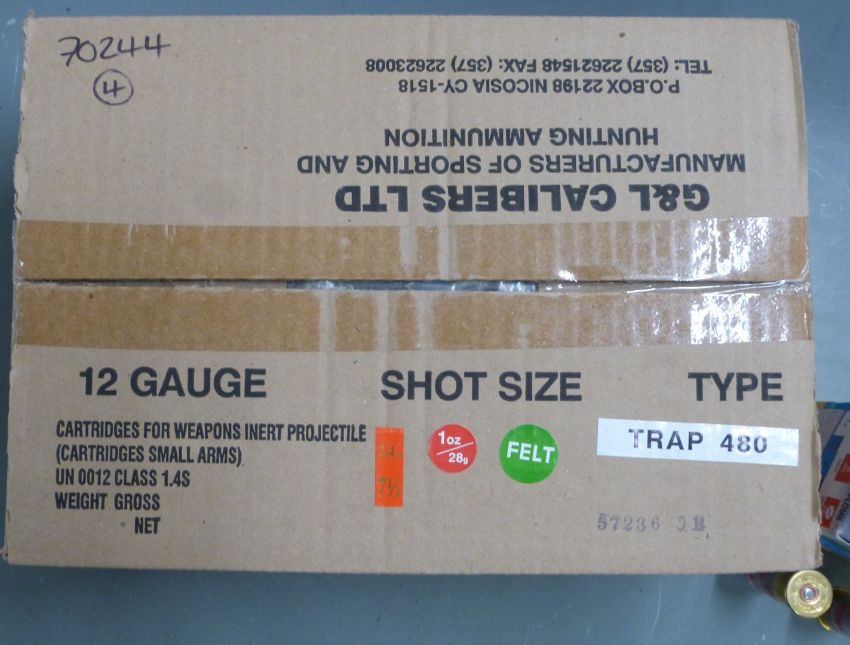 70244
4
G&L CALIBERS LTD
MANUFACTURERS OF SPORTING AND
HUNTING AMMUNITION
P.O.BOX 22198 NICOSIA CY-1518
TEL: (357) 22621548 FAX: (357) 22623008
12 GAUGE SHOT SIZE TYPE
CARTRIDGES FOR WEAPONS INERT PROJECTILE
(CARTRIDGES SMALL ARMS)
UN 0012 CLASS 1.4S
WEIGHT GROSS
NET
7½
1oz
/28g
FELT
TRAP 480
57236